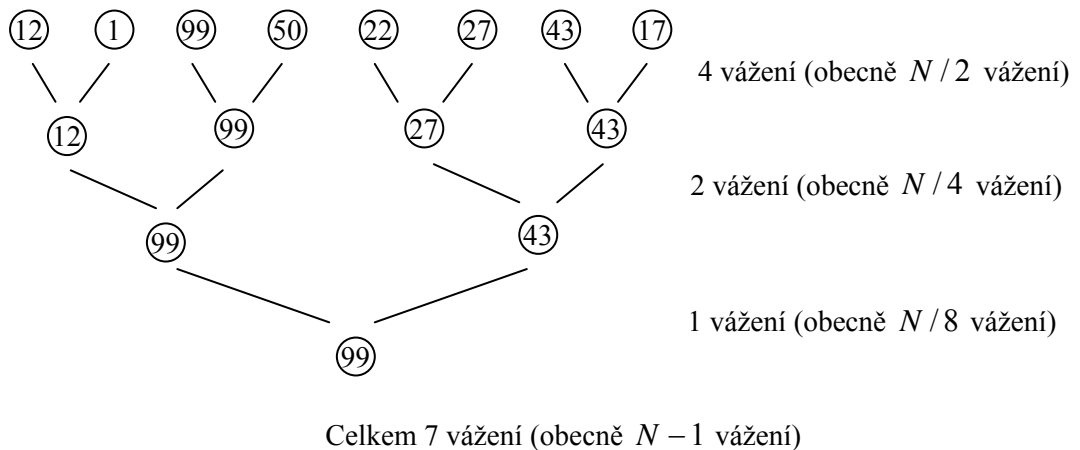 12 1 99 50 22 27 43 17
4 vážení (obecně N / 2 vážení)
12 99 27 43
2 vážení (obecně N / 4 vážení)
99 43
1 vážení (obecně N / 8 vážení)
99
Celkem 7 vážení (obecně N − 1 vážení)